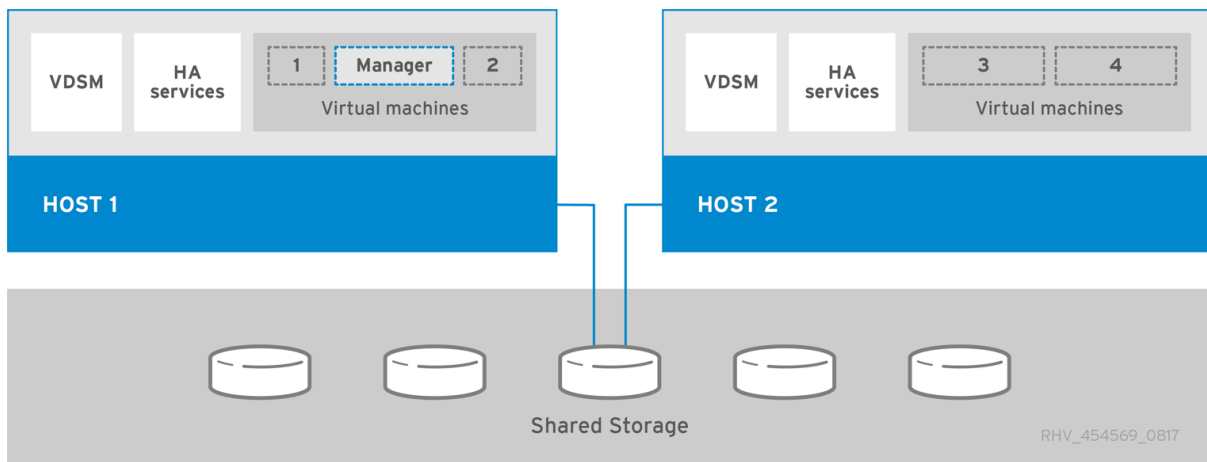 VDSM
HA
services
1
Manager
2
Virtual machines
HOST 1
VDSM
HA
services
3
4
Virtual machines
HOST 2
Shared Storage
RHV_454569_0817